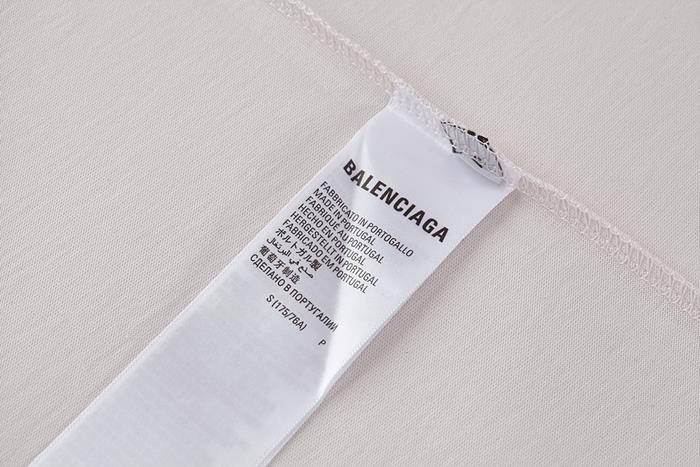 BALENCIAGA
FABBRICATO IN PORTOGALLO
MADE IN PORTUGAL
FABRIQUÉ AU PORTUGAL
HECHO EN PORTUGAL
HERGESTELLT IN PORTUGAL
FABRICADO EM PORTUGAL
ポルトガル製
صنع في البرتغال
葡萄牙制造
СДЕЛАНО В ПОРТУГАЛИИ
S (175/76A)
P